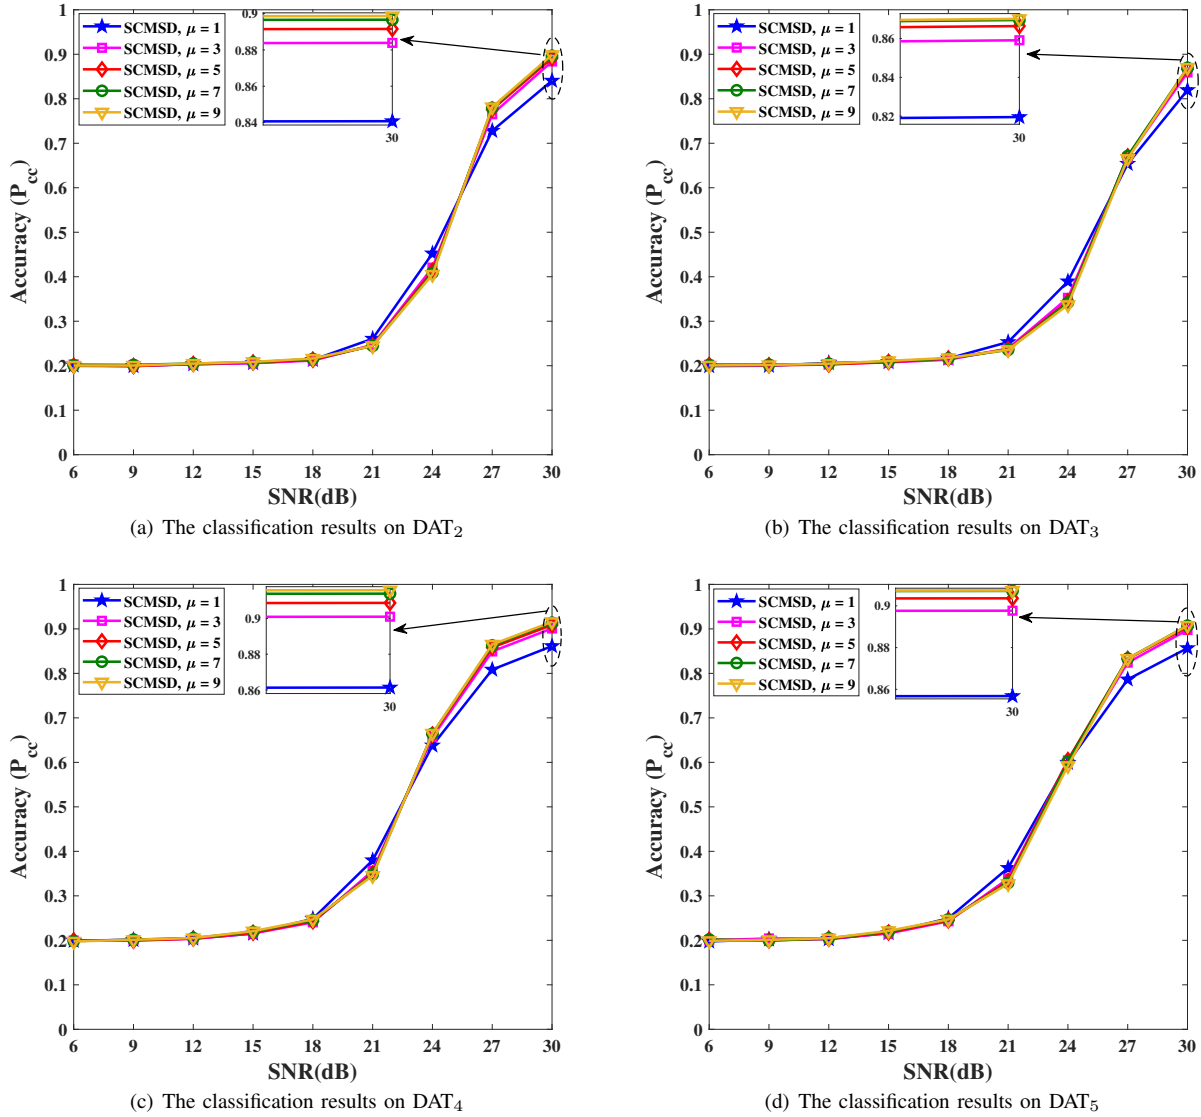 SCMSD, μ = 1
SCMSD, μ = 3
SCMSD, μ = 5
SCMSD, μ = 7
SCMSD, μ = 9
0.9
0.88
0.86
0.84
30
1
0.9
0.8
0.7
0.6
0.5
0.4
0.3
0.2
0.1
0
Accuracy (Pcc)
6 9 12 15 18 21 24 27 30
SNR(dB)
(a) The classification results on DAT2
SCMSD, μ = 1
SCMSD, μ = 3
SCMSD, μ = 5
SCMSD, μ = 7
SCMSD, μ = 9
0.86
0.84
0.82
30
1
0.9
0.8
0.7
0.6
0.5
0.4
0.3
0.2
0.1
0
Accuracy (Pcc)
6 9 12 15 18 21 24 27 30
SNR(dB)
(b) The classification results on DAT3
SCMSD, μ = 1
SCMSD, μ = 3
SCMSD, μ = 5
SCMSD, μ = 7
SCMSD, μ = 9
0.9
0.88
0.86
30
1
0.9
0.8
0.7
0.6
0.5
0.4
0.3
0.2
0.1
0
Accuracy (Pcc)
6 9 12 15 18 21 24 27 30
SNR(dB)
(c) The classification results on DAT4
SCMSD, μ = 1
SCMSD, μ = 3
SCMSD, μ = 5
SCMSD, μ = 7
SCMSD, μ = 9
0.9
0.88
0.86
30
1
0.9
0.8
0.7
0.6
0.5
0.4
0.3
0.2
0.1
0
Accuracy (Pcc)
6 9 12 15 18 21 24 27 30
SNR(dB)
(d) The classification results on DAT5